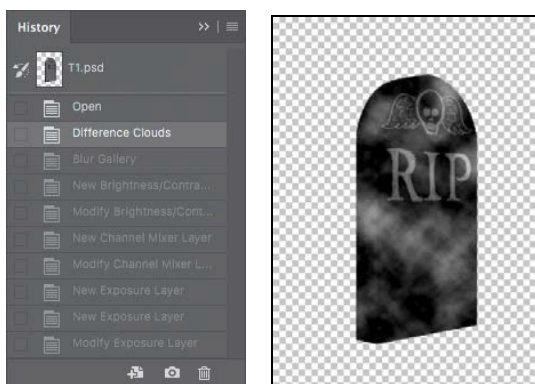 History
T1.psd
Open
Difference Clouds
Blur Gallery
New Brightness/Contra...
Modify Brightness/Cont...
New Channel Mixer Layer
Modify Channel Mixer L...
New Exposure Layer
New Exposure Layer
Modify Exposure Layer
RIP